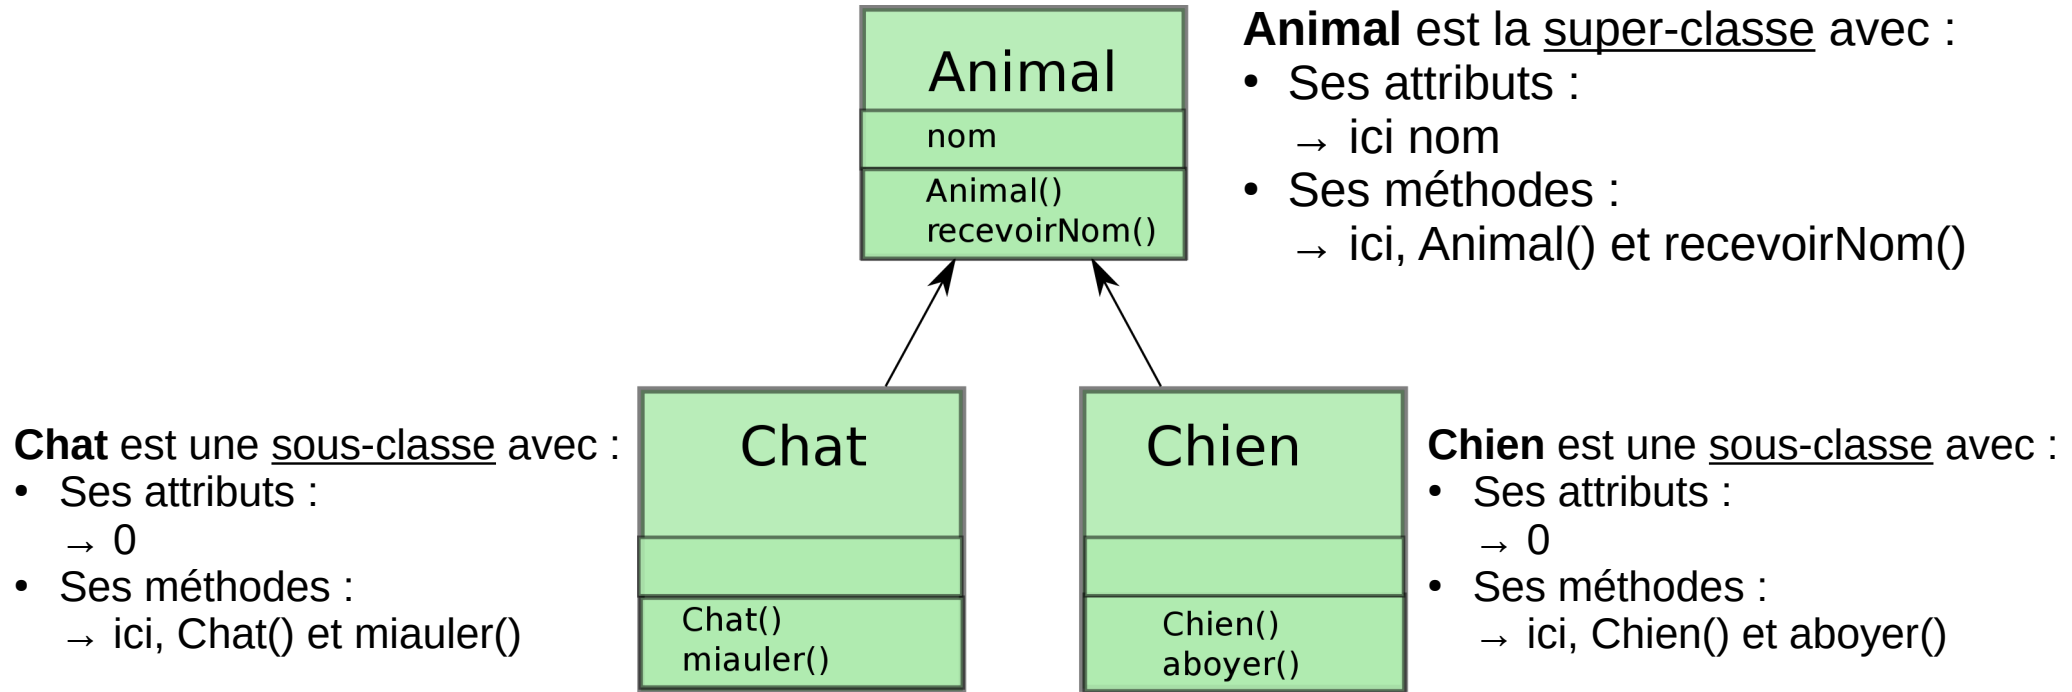 Animal
nom
Animal()
recevoirNom()
Animal est la super-classe avec :
• Ses attributs :
→ ici nom
• Ses méthodes :
→ ici, Animal() et recevoirNom()
Chat est une sous-classe avec :
• Ses attributs :
→ 0
• Ses méthodes :
→ ici, Chat() et miauler()
Chat
Chat()
miauler()
Chien
Chien()
aboyer()
Chien est une sous-classe avec :
• Ses attributs :
→ 0
• Ses méthodes :
→ ici, Chien() et aboyer()